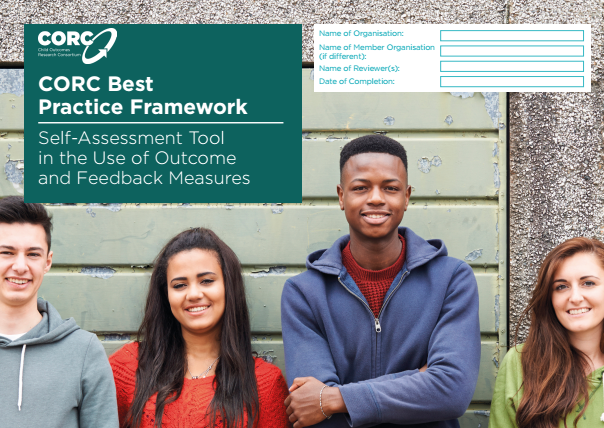 CORC
Child Outcomes
Research Consortium
CORC Best
Practice Framework
Self-Assessment Tool
in the Use of Outcome
and Feedback Measures
Name of Organisation:
Name of Member Organisation
(if different):
Name of Reviewer(s):
Date of Completion: